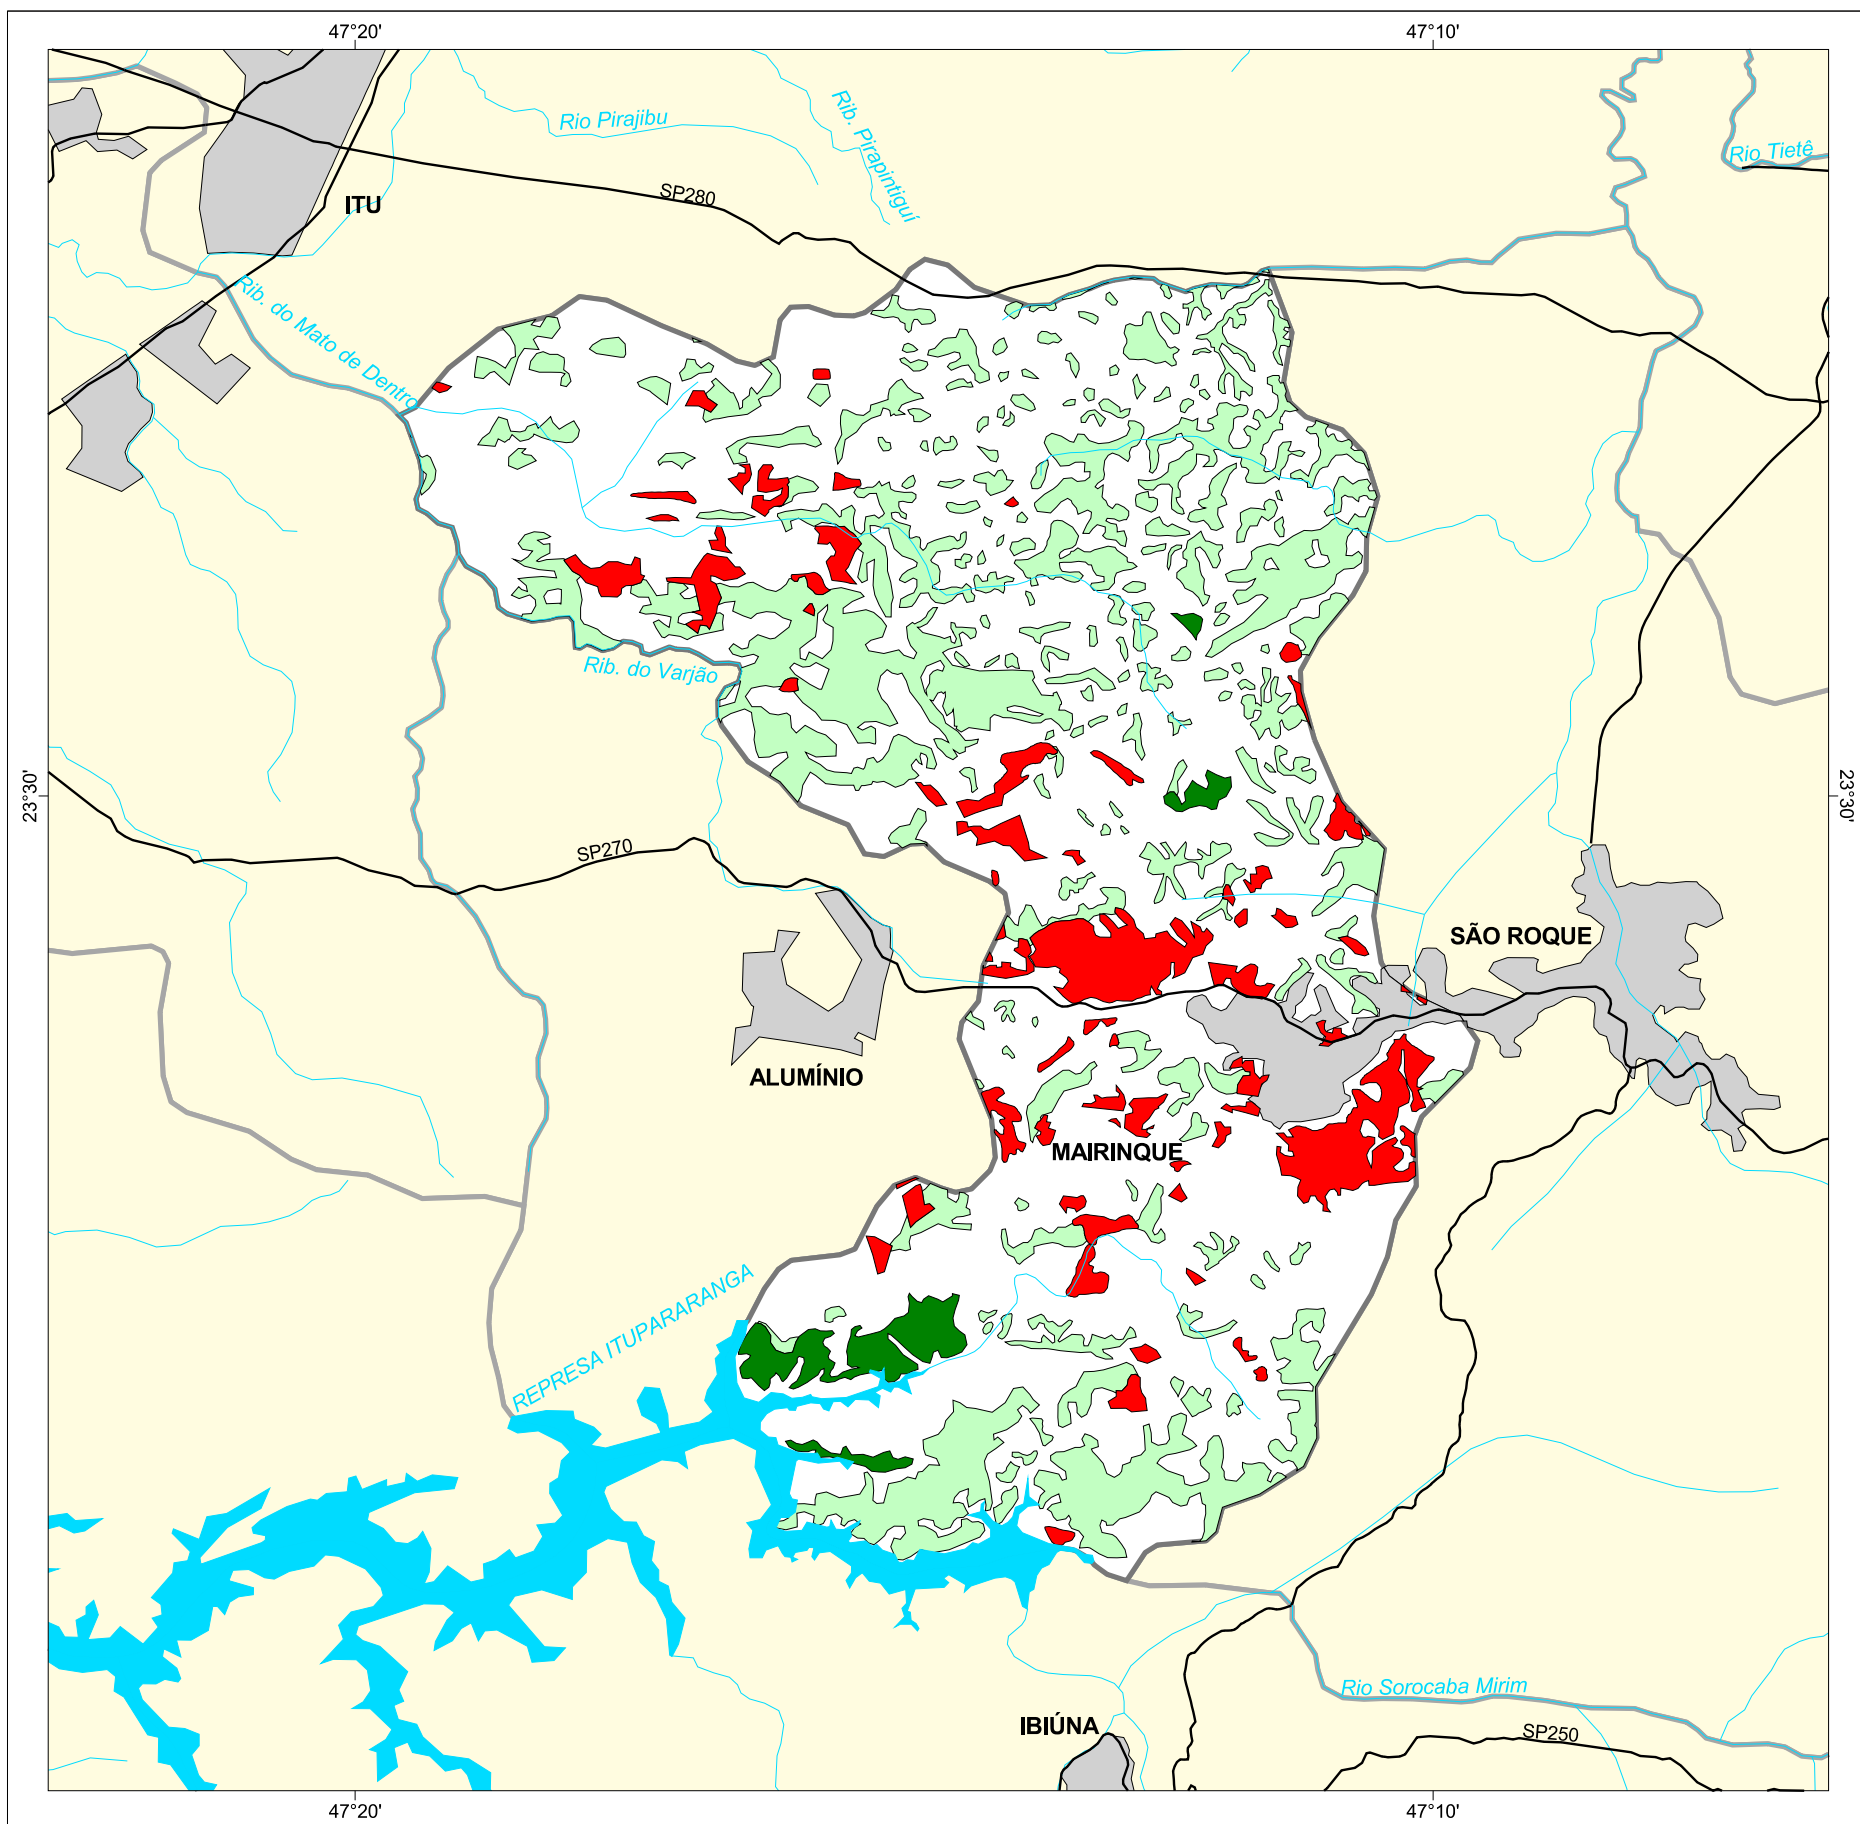 47°20'
47°10'
Rio Pirajibu
Rib. Pirapintiguí
Rio Tietê
SP280
ITU
Rib. do Mato de Dentro
Rib. do Varjão
23°30'
23°30'
SP270
SÃO ROQUE
ALUMÍNIO
MAIRINQUE
REPRESA ITUPARARANGA
Rio Sorocaba Mirim
IBIÚNA
SP250
47°20'
47°10'